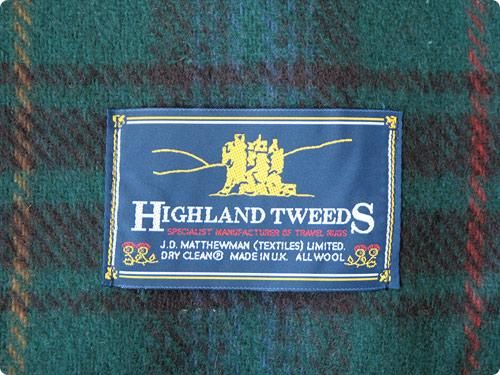 HIGHLAND TWEEDS
SPECIALIST MANUFACTURER OF TRAVEL RUGS
J.D. MATTHEWMAN (TEXTILES) LIMITED.
DRY CLEAN® MADE IN U.K. ALL WOOL